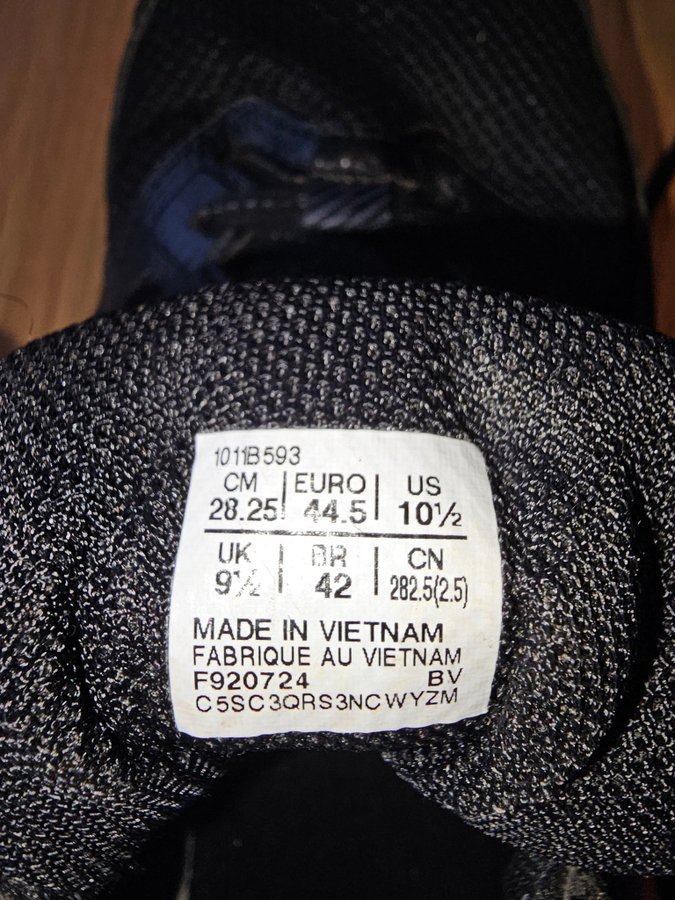 1011B593
CM EURO US
28.25 44.5 10½
UK BR CN
9½ 42 282.5(2.5)
MADE IN VIETNAM
FABRIQUE AU VIETNAM
F920724 BV
C5SC3QRS3NCWYZM